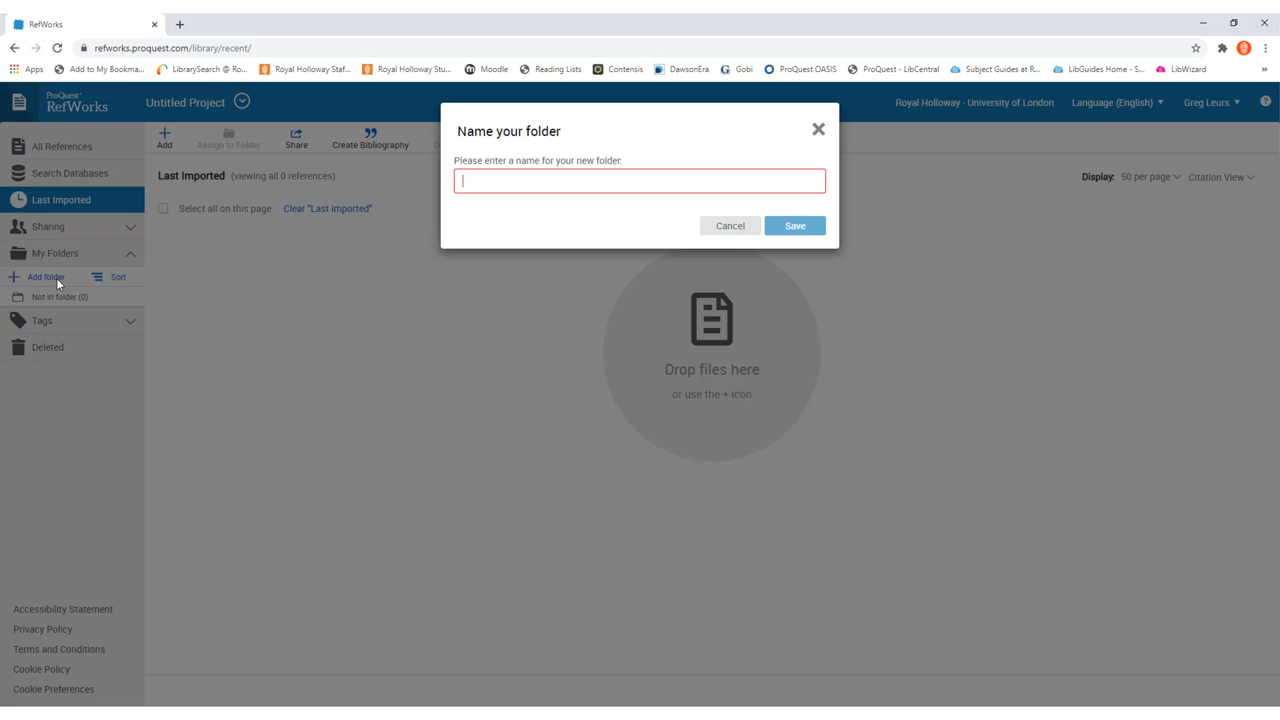 RefWorks
refworks.proquest.com/library/recent/
Apps Add to My Bookma... LibrarySearch @ Ro... Royal Holloway Staf... Royal Holloway Stu... Moodle Reading Lists Contensis DawsonEra Gobi ProQuest OASIS ProQuest - LibCentral Subject Guides at R... LibGuides Home - S... LibWizard
ProQuest®
RefWorks
Untitled Project
Royal Holloway - University of London Language (English) Greg Leurs
Name your folder
Please enter a name for your new folder:
Cancel Save
All References
Search Databases
Last Imported
Sharing
My Folders
Add folder Sort
Not in folder (0)
Tags
Deleted
Add Assign to Folder Share Create Bibliography
Last Imported (viewing all 0 references)
Display: 50 per page Citation View
Select all on this page Clear "Last imported"
Drop files here
or use the + icon
Accessibility Statement
Privacy Policy
Terms and Conditions
Cookie Policy
Cookie Preferences